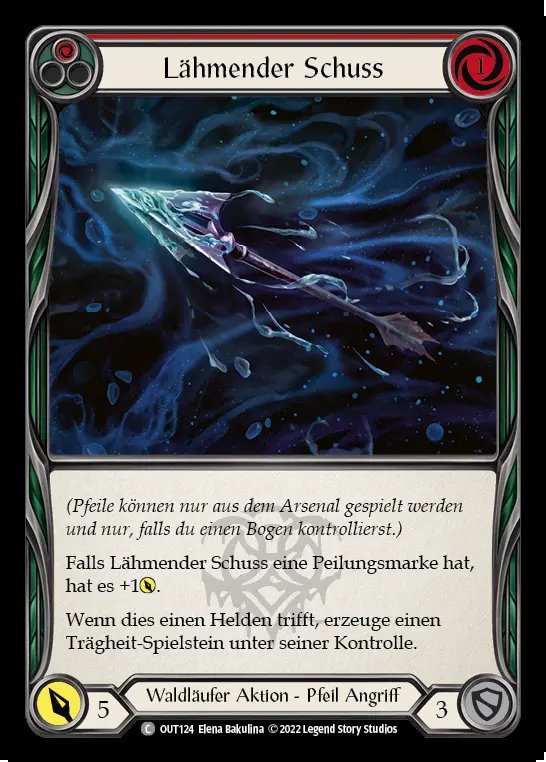 Lähmender Schuss
1
(Pfeile können nur aus dem Arsenal gespielt werden
und nur, falls du einen Bogen kontrollierst.)
Falls Lähmender Schuss eine Peilungsmarke hat,
hat es +1.
Wenn dies einen Helden trifft, erzeuge einen
Trägheit-Spielstein unter seiner Kontrolle.
5
Waldläufer Aktion - Pfeil Angriff
3
C OUT124 Elena Bakulina © 2022 Legend Story Studios